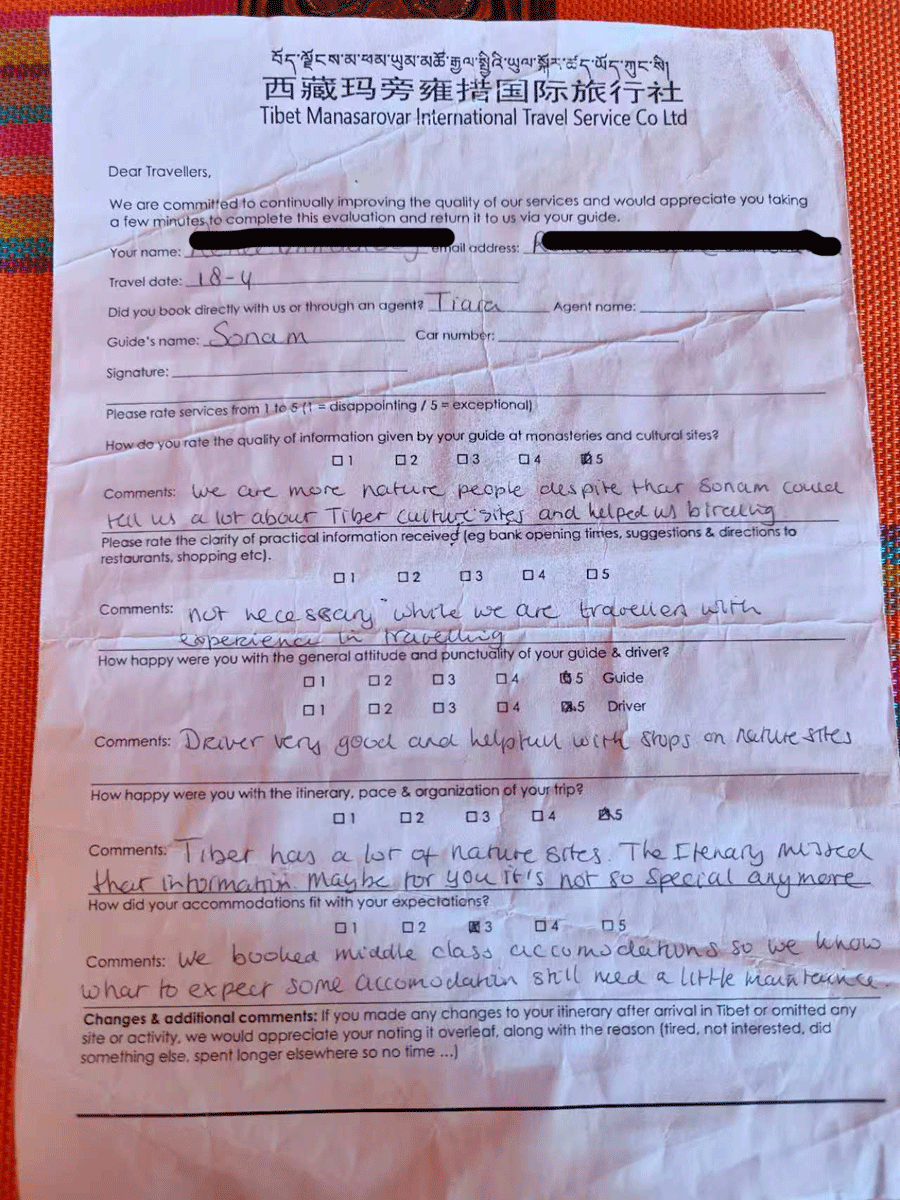 བོད་ལྗོངས་མ་ཕམ་ཡུམ་མཚོ་རྒྱལ་སྤྱིའི་ཡུལ་སྐོར་ཚད་ཡོད་ཀུང་སི།
西藏玛旁雍措国际旅行社
Tibet Manasarovar International Travel Service Co Ltd
Dear Travellers,
We are committed to continually improving the quality of our services and would appreciate you taking
a few minutes to complete this evaluation and return it to us via your guide.
Your name: email address:
Travel date: 18-4
Did you book directly with us or through an agent? Tiara Agent name:
Guide's name: Sonam Car number:
Signature:
Please rate services from 1 to 5 (1 = disappointing / 5 = exceptional)
How do you rate the quality of information given by your guide at monasteries and cultural sites?
☐ 1 ☐ 2 ☐ 3 ☐ 4 ☒ 5
Comments: We are more nature people despite that Sonam could
tell us a lot about Tibet culture sites and helped us birding
Please rate the clarity of practical information received (eg bank opening times, suggestions & directions to
restaurants, shopping etc).
☐ 1 ☐ 2 ☐ 3 ☐ 4 ☐ 5
Comments: not necessary while we are travellers with
experience in travelling
How happy were you with the general attitude and punctuality of your guide & driver?
☐ 1 ☐ 2 ☐ 3 ☐ 4 ☒ 5 Guide
☐ 1 ☐ 2 ☐ 3 ☐ 4 ☒ 5 Driver
Comments: Driver very good and helpfull with stops on nature sites
How happy were you with the itinerary, pace & organization of your trip?
☐ 1 ☐ 2 ☐ 3 ☐ 4 ☒ 5
Comments: Tibet has a lot of nature sites. The Itenary missed
that information. Maybe for you it's not so special anymore
How did your accommodations fit with your expectations?
☐ 1 ☐ 2 ☒ 3 ☐ 4 ☐ 5
Comments: We booked middle class accomodations so we know
what to expect some accomodation still need a little maintenance.
Changes & additional comments: If you made any changes to your itinerary after arrival in Tibet or omitted any
site or activity, we would appreciate your noting it overleaf, along with the reason (tired, not interested, did
something else, spent longer elsewhere so no time ...)